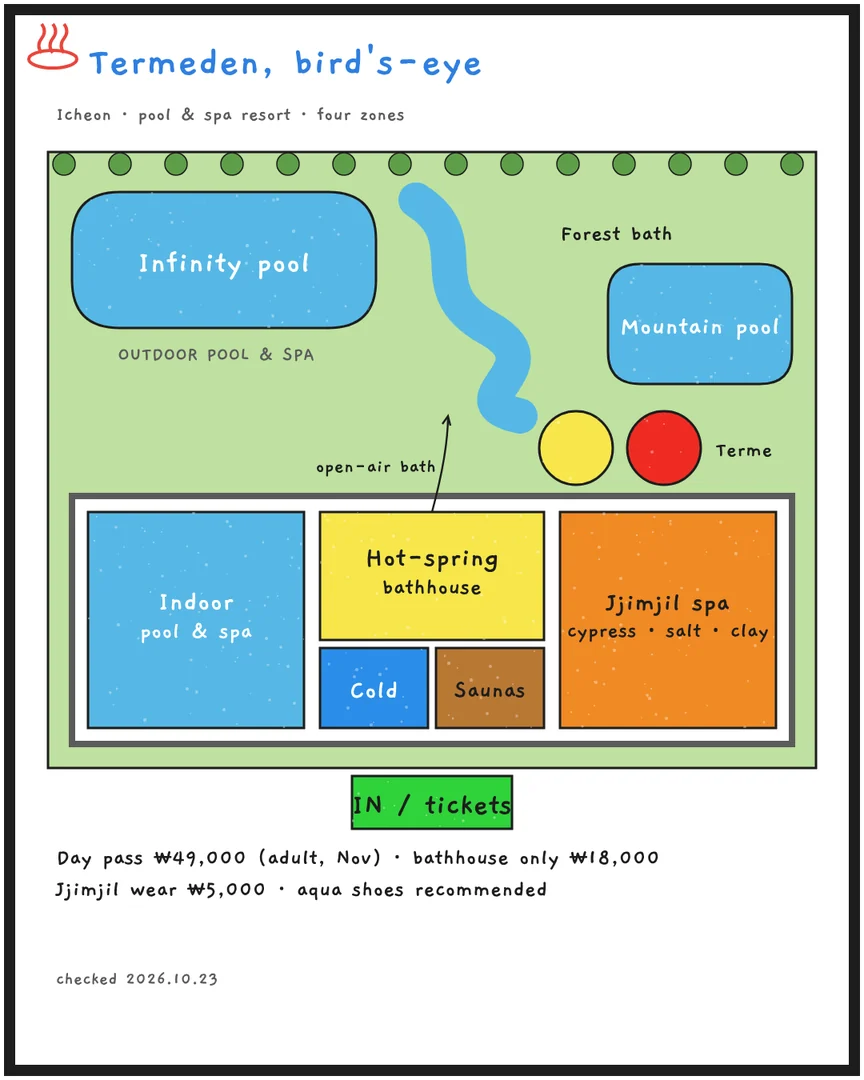 Termeden, bird's-eye
Icheon · pool & spa resort · four zones
Infinity pool
Forest bath
Mountain pool
OUTDOOR POOL & SPA
Terme
open-air bath
Hot-spring
bathhouse
Indoor
pool & spa
Jjimjil spa
cypress · salt · clay
Cold
Saunas
IN / tickets
Day pass ₩49,000 (adult, Nov) · bathhouse only ₩18,000
Jjimjil wear ₩5,000 · aqua shoes recommended
checked 2026.10.23